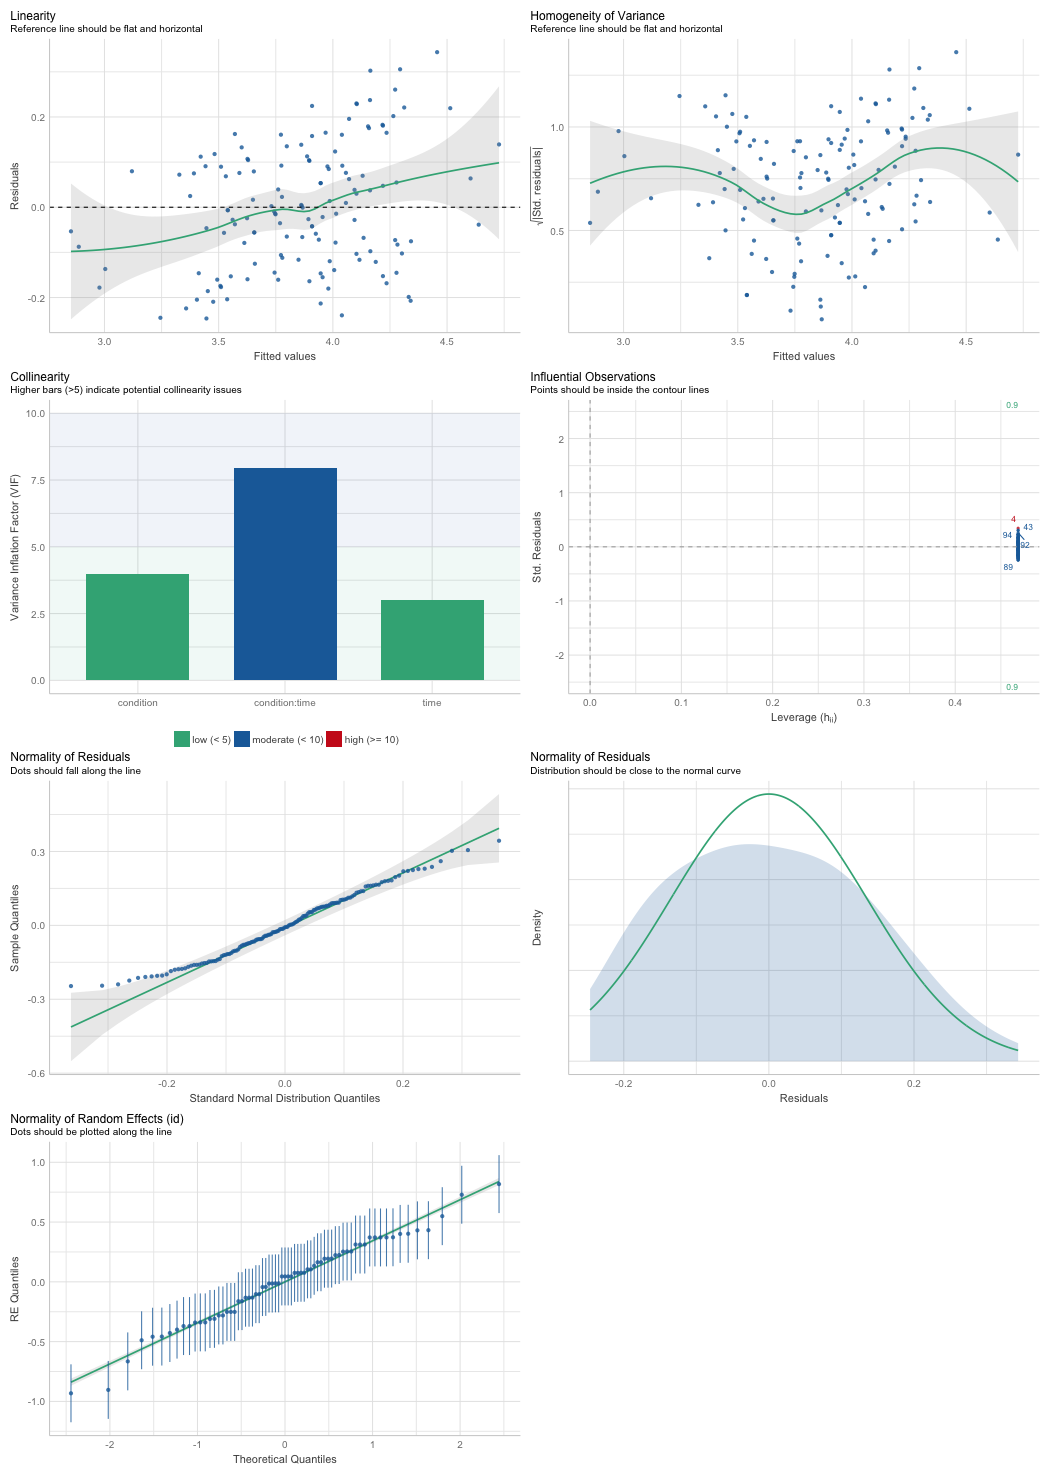 Linearity
Reference line should be flat and horizontal
Residuals
0.2
0.0
-0.2
3.0
3.5
4.0
4.5
Fitted values
Homogeneity of Variance
Reference line should be flat and horizontal
√|Std. residuals|
1.0
0.5
3.0
3.5
4.0
4.5
Fitted values
Collinearity
Higher bars (>5) indicate potential collinearity issues
Variance Inflation Factor (VIF)
10.0
7.5
5.0
2.5
0.0
condition
condition:time
time
low (< 5)
moderate (< 10)
high (>= 10)
Influential Observations
Points should be inside the contour lines
Std. Residuals
2
1
0
-1
-2
0.9
4
43
94
92
89
0.9
0.0
0.1
0.2
0.3
0.4
Leverage (hii)
Normality of Residuals
Dots should fall along the line
Sample Quantiles
0.3
0.0
-0.3
-0.6
-0.2
0.0
0.2
Standard Normal Distribution Quantiles
Normality of Residuals
Distribution should be close to the normal curve
Density
-0.2
0.0
0.2
Residuals
Normality of Random Effects (id)
Dots should be plotted along the line
RE Quantiles
1.0
0.5
0.0
-0.5
-1.0
-2
-1
0
1
2
Theoretical Quantiles